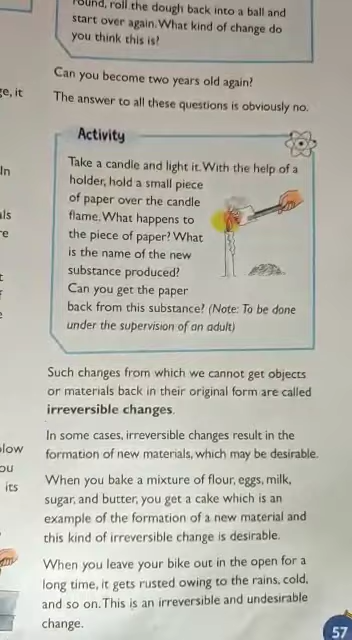 round, roll the dough back into a ball and
start over again. What kind of change do
you think this is?
Can you become two years old again?
ge, it
The answer to all these questions is obviously no.
Activity
In
Take a candle and light it. With the help of a
holder, hold a small piece
of paper over the candle
als
flame. What happens to
re
the piece of paper? What
is the name of the new
substance produced?
t
Can you get the paper
f
back from this substance? (Note: To be done
e
under the supervision of an adult)
Such changes from which we cannot get objects
or materials back in their original form are called
irreversible changes.
In some cases, irreversible changes result in the
low
formation of new materials, which may be desirable.
ou
When you bake a mixture of flour, eggs, milk,
its
sugar, and butter, you get a cake which is an
example of the formation of a new material and
this kind of irreversible change is desirable.
When you leave your bike out in the open for a
long time, it gets rusted owing to the rains, cold,
and so on. This is an irreversible and undesirable
change.
57